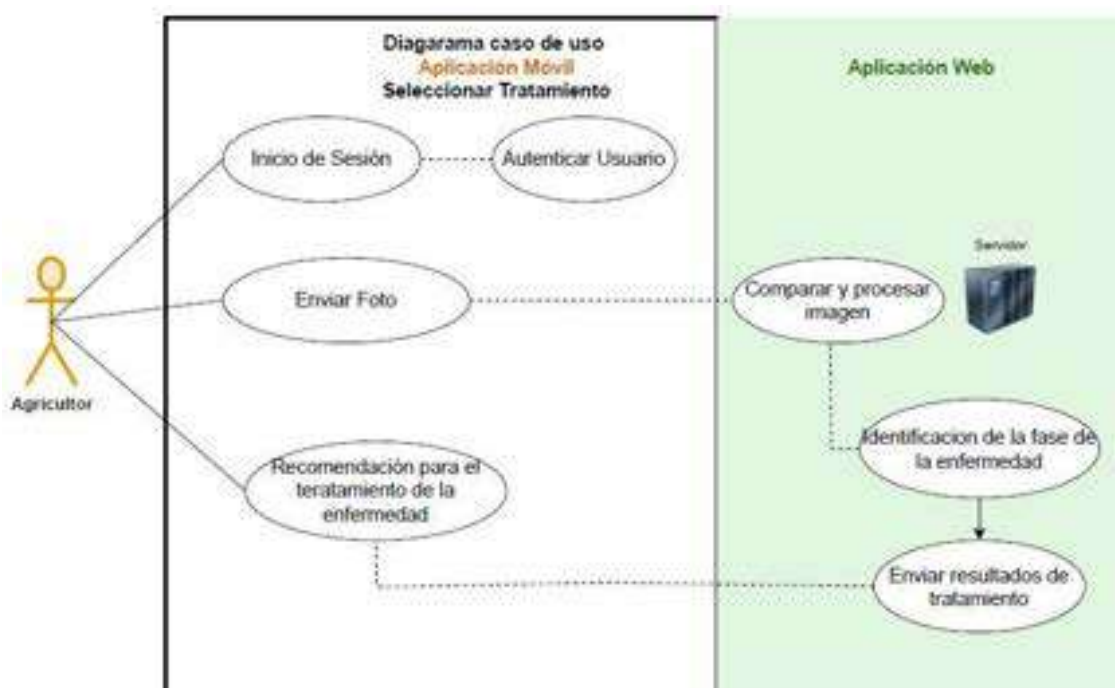 Diagarama caso de uso
Aplicación Móvil
Seleccionar Tratamiento
Aplicación Web
Inicio de Sesión
Autenticar Usuario
Servidor
Enviar Foto
Comparar y procesar
imagen
Agricultor
Identificacion de la fase de
la enfermedad
Recomendación para el
teratamiento de la
enfermedad
Enviar resultados de
tratamiento